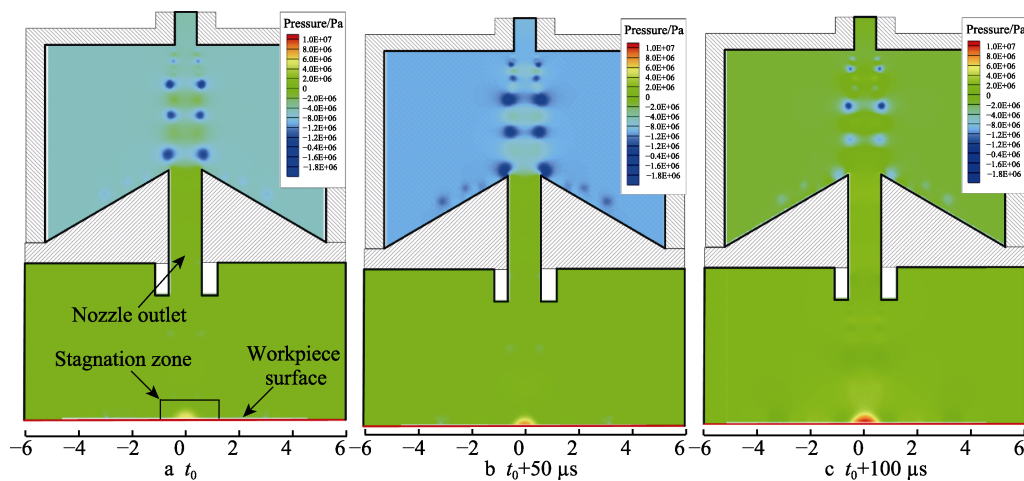 Pressure/Pa
1.0E+07
8.0E+06
6.0E+06
4.0E+06
2.0E+06
0
−2.0E+06
−4.0E+06
−8.0E+06
−1.2E+06
−0.4E+06
−1.6E+06
−1.8E+06
Nozzle outlet
Stagnation zone
Workpiece
surface
−6 −4 −2 0 2 4 6
a t₀
Pressure/Pa
1.0E+07
8.0E+06
6.0E+06
4.0E+06
2.0E+06
0
−2.0E+06
−4.0E+06
−8.0E+06
−1.2E+06
−0.4E+06
−1.6E+06
−1.8E+06
−6 −4 −2 0 2 4 6
b t₀+50 μs
Pressure/Pa
1.0E+07
8.0E+06
6.0E+06
4.0E+06
2.0E+06
0
−2.0E+06
−4.0E+06
−8.0E+06
−1.2E+06
−0.4E+06
−1.6E+06
−1.8E+06
−6 −4 −2 0 2 4 6
c t₀+100 μs